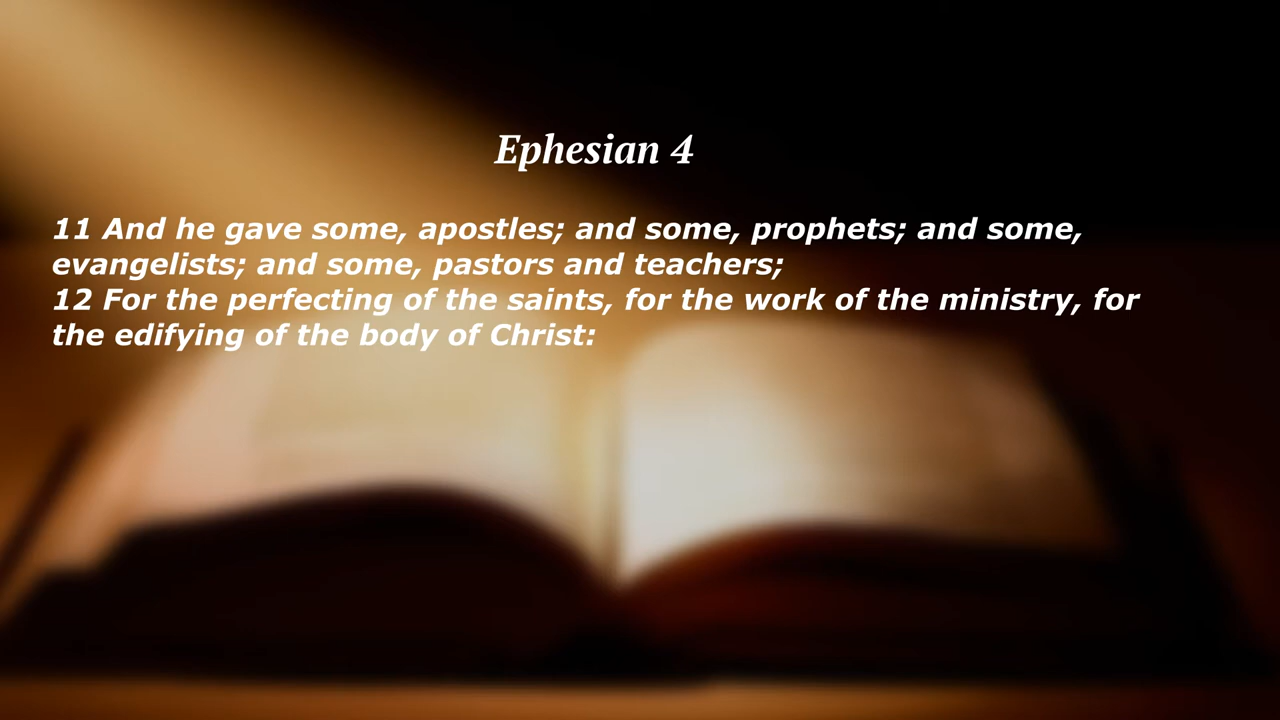 Ephesian 4
11 And he gave some, apostles; and some, prophets; and some,
evangelists; and some, pastors and teachers;
12 For the perfecting of the saints, for the work of the ministry, for
the edifying of the body of Christ: